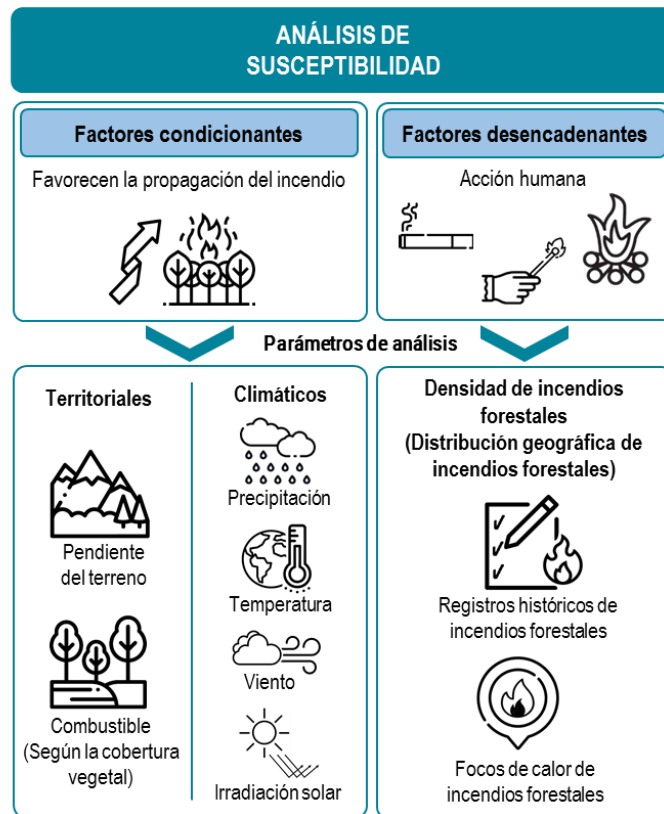 ANÁLISIS DE
SUSCEPTIBILIDAD
Factores condicionantes
Favorecen la propagación del incendio
Factores desencadenantes
Acción humana
Parámetros de análisis
Territoriales
Pendiente
del terreno
Combustible
(Según la cobertura
vegetal)
Climáticos
Precipitación
Temperatura
Viento
Irradiación solar
Densidad de incendios
forestales
(Distribución geográfica de
incendios forestales)
Registros históricos de
incendios forestales
Focos de calor de
incendios forestales